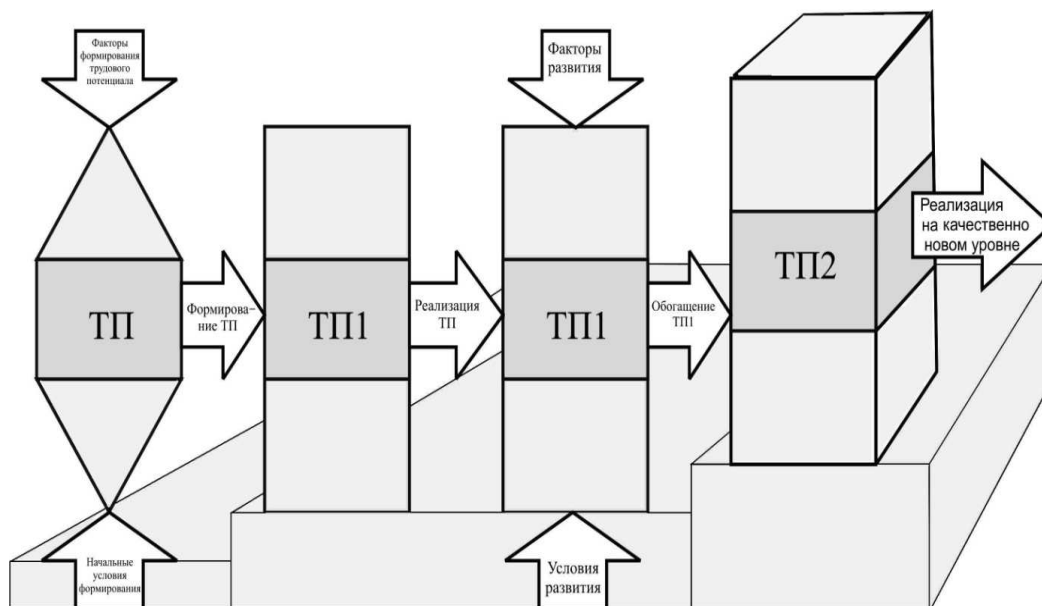 Факторы
формирования
трудового
потенциала
Факторы
развития
ТП
Формирова-
ние ТП
ТП1
Реализация
ТП
ТП1
Обогащение
ТП1
ТП2
Реализация
на качественно
новом уровне
Начальные
условия
формирования
Условия
развития